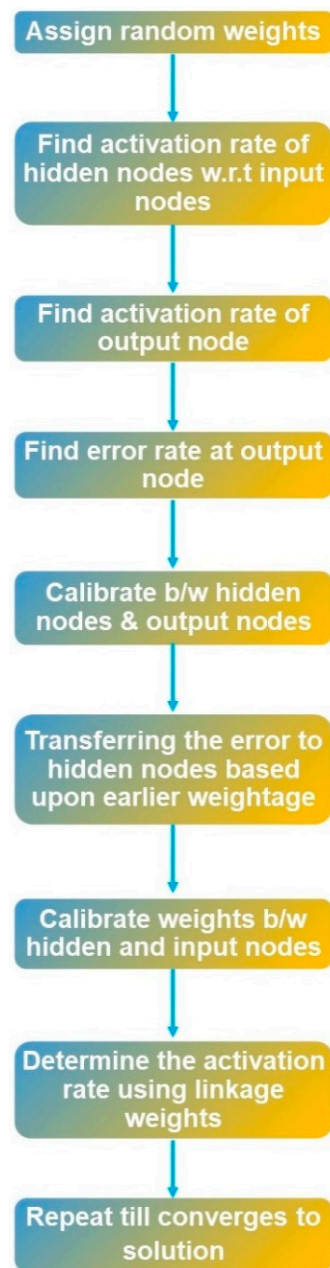 Assign random weights
Find activation rate of
hidden nodes w.r.t input
nodes
Find activation rate of
output node
Find error rate at output
node
Calibrate b/w hidden
nodes & output nodes
Transferring the error to
hidden nodes based
upon earlier weightage
Calibrate weights b/w
hidden and input nodes
Determine the activation
rate using linkage
weights
Repeat till converges to
solution